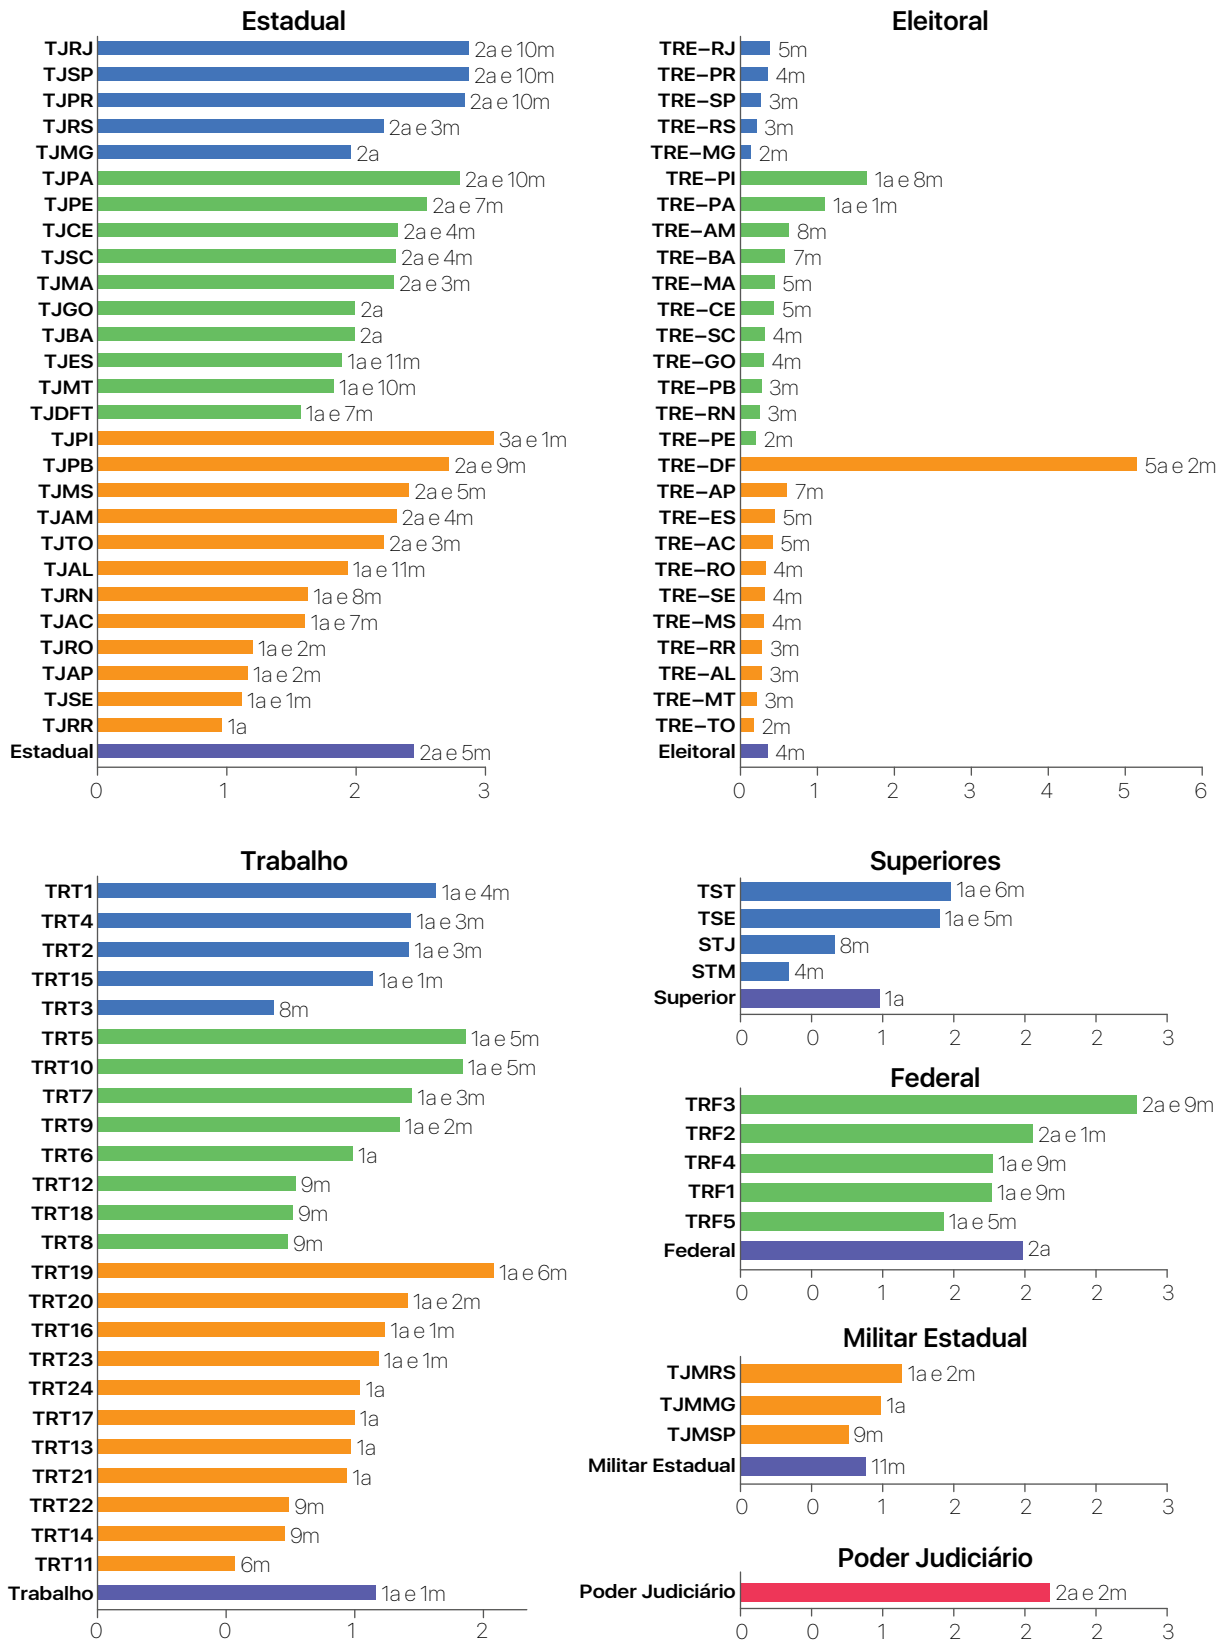 Estadual
TJRJ 2a e 10m
TJSP 2a e 10m
TJPR 2a e 10m
TJRS 2a e 3m
TJMG 2a
TJPA 2a e 10m
TJPE 2a e 7m
TJCE 2a e 4m
TJSC 2a e 4m
TJMA 2a e 3m
TJGO 2a
TJBA 2a
TJES 1a e 11m
TJMT 1a e 10m
TJDFT 1a e 7m
TJPI 3a e 1m
TJPB 2a e 9m
TJMS 2a e 5m
TJAM 2a e 4m
TJTO 2a e 3m
TJAL 1a e 11m
TJRN 1a e 8m
TJAC 1a e 7m
TJRO 1a e 2m
TJAP 1a e 2m
TJSE 1a e 1m
TJRR 1a
Estadual 2a e 5m
0 1 2 3
Eleitoral
TRE–RJ 5m
TRE–PR 4m
TRE–SP 3m
TRE–RS 3m
TRE–MG 2m
TRE–PI 1a e 8m
TRE–PA 1a e 1m
TRE–AM 8m
TRE–BA 7m
TRE–MA 5m
TRE–CE 5m
TRE–SC 4m
TRE–GO 4m
TRE–PB 3m
TRE–RN 3m
TRE–PE 2m
TRE–DF 5a e 2m
TRE–AP 7m
TRE–ES 5m
TRE–AC 5m
TRE–RO 4m
TRE–SE 4m
TRE–MS 4m
TRE–RR 3m
TRE–AL 3m
TRE–MT 3m
TRE–TO 2m
Eleitoral 4m
0 1 2 3 4 5 6
Trabalho
TRT1 1a e 4m
TRT4 1a e 3m
TRT2 1a e 3m
TRT15 1a e 1m
TRT3 8m
TRT5 1a e 5m
TRT10 1a e 5m
TRT7 1a e 3m
TRT9 1a e 2m
TRT6 1a
TRT12 9m
TRT18 9m
TRT8 9m
TRT19 1a e 6m
TRT20 1a e 2m
TRT16 1a e 1m
TRT23 1a e 1m
TRT24 1a
TRT17 1a
TRT13 1a
TRT21 1a
TRT22 9m
TRT14 9m
TRT11 6m
Trabalho 1a e 1m
0 0 1 2
Superiores
TST 1a e 6m
TSE 1a e 5m
STJ 8m
STM 4m
Superior 1a
0 0 1 2 2 2 3
Federal
TRF3 2a e 9m
TRF2 2a e 1m
TRF4 1a e 9m
TRF1 1a e 9m
TRF5 1a e 5m
Federal 2a
0 0 1 2 2 2 3
Militar Estadual
TJMRS 1a e 2m
TJMMG 1a
TJMSP 9m
Militar Estadual 11m
0 0 1 2 2 2 3
Poder Judiciário
Poder Judiciário 2a e 2m
0 0 1 2 2 2 3